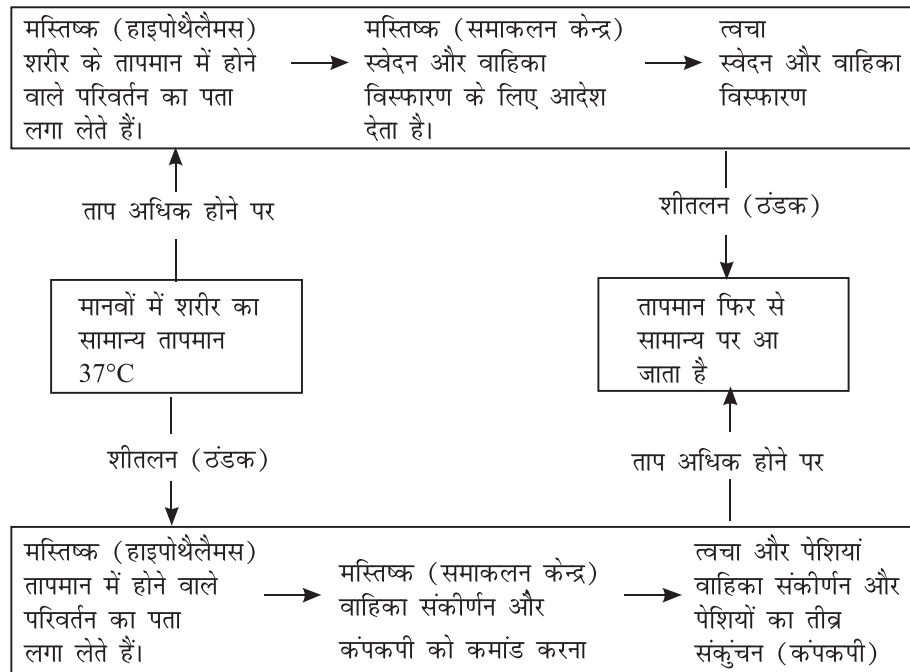 मस्तिष्क (हाइपोथैलैमस)
शरीर के तापमान में होने
वाले परिवर्तन का पता
लगा लेते हैं।
मस्तिष्क (समाकलन केन्द्र)
स्वेदन और वाहिका
विस्फारण के लिए आदेश
देता है।
त्वचा
स्वेदन और वाहिका
विस्फारण
ताप अधिक होने पर
शीतलन (ठंडक)
मानवों में शरीर का
सामान्य तापमान
37°C
तापमान फिर से
सामान्य पर आ
जाता है
शीतलन (ठंडक)
ताप अधिक होने पर
मस्तिष्क (हाइपोथैलैमस)
तापमान में होने वाले
परिवर्तन का पता
लगा लेते हैं।
मस्तिष्क (समाकलन केन्द्र)
वाहिका संकीर्णन और
कंपकपी को कमांड करना
त्वचा और पेशियां
वाहिका संकीर्णन और
पेशियों का तीव्र
संकुंचन (कंपकपी)